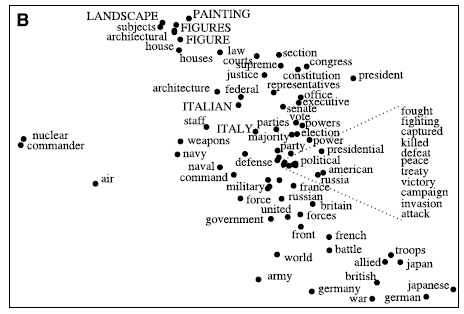 B
LANDSCAPE
PAINTING
subjects
FIGURES
architectural
FIGURE
house
houses
law
section
courts
supreme
congress
justice
constitution
president
representatives
architecture
federal
office
executive
ITALIAN
senate
fought
staff
parties
vote
powers
fighting
ITALY
election
captured
majority
weapons
power
killed
party
navy
presidential
defeat
defense
political
peace
naval
american
treaty
command
russia
victory
military
france
campaign
force
russian
britain
invasion
united
attack
government
forces
front
french
nuclear
commander
air
battle
world
troops
allied
japan
army
british
germany
japanese
war
german